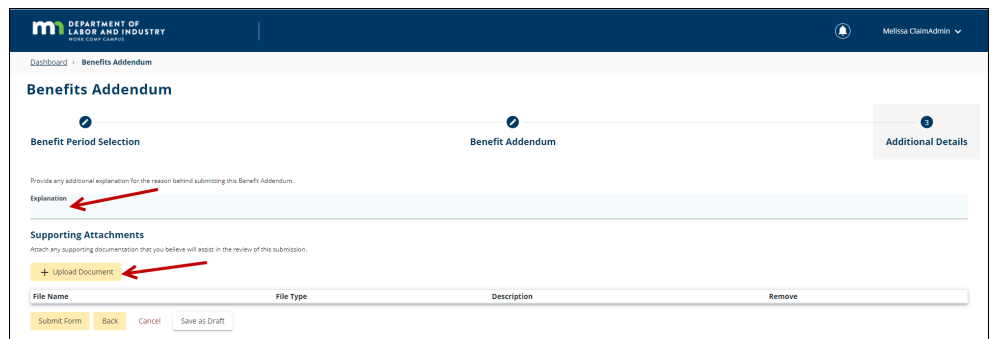 DEPARTMENT OF
LABOR AND INDUSTRY
WORK COMP CAMPUS
Melissa ClaimAdmin
Dashboard › Benefits Addendum
Benefits Addendum
3
Benefit Period Selection Benefit Addendum Additional Details
Provide any additional explanation for the reason behind submitting this Benefit Addendum.
Explanation
Supporting Attachments
Attach any supporting documentation that you believe will assist in the review of this submission.
+ Upload Document
File Name File Type Description Remove
Submit Form Back Cancel Save as Draft